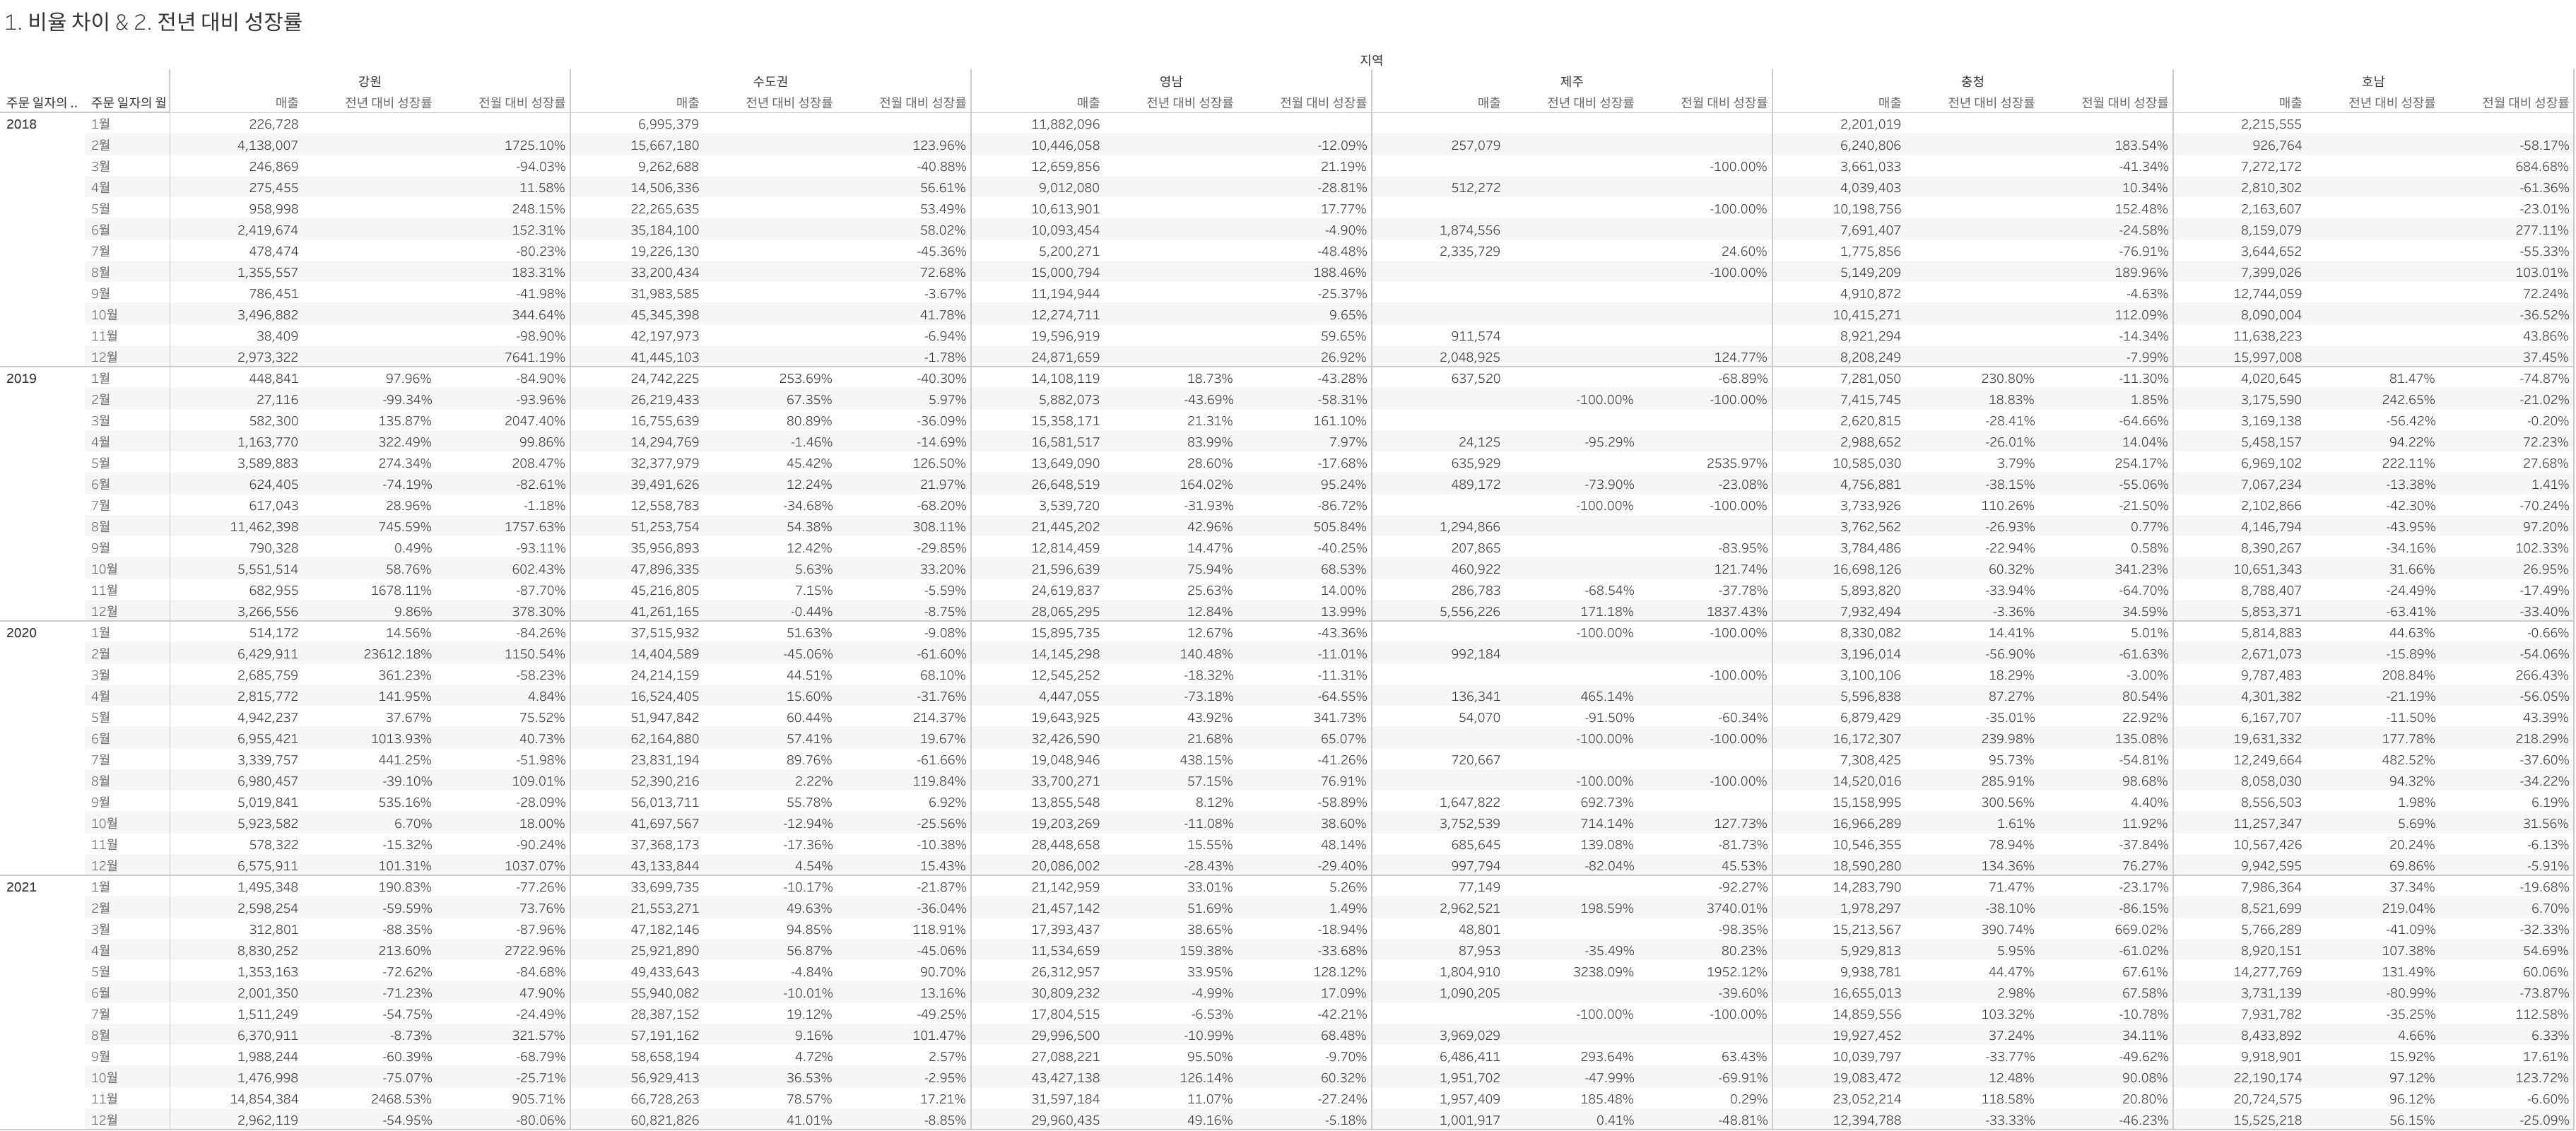 1. 비율 차이 & 2. 전년 대비 성장률
지역
강원 수도권 영남 제주 충청 호남
주문 일자의 .. 주문 일자의 월 매출 전년 대비 성장률 전월 대비 성장률 매출 전년 대비 성장률 전월 대비 성장률 매출 전년 대비 성장률 전월 대비 성장률 매출 전년 대비 성장률 전월 대비 성장률 매출 전년 대비 성장률 전월 대비 성장률 매출 전년 대비 성장률 전월 대비 성장률
2018 1월 226,728 6,995,379 11,882,096 2,201,019 2,215,555
2월 4,138,007 1725.10% 15,667,180 123.96% 10,446,058 -12.09% 257,079 6,240,806 183.54% 926,764 -58.17%
3월 246,869 -94.03% 9,262,688 -40.88% 12,659,856 21.19% -100.00% 3,661,033 -41.34% 7,272,172 684.68%
4월 275,455 11.58% 14,506,336 56.61% 9,012,080 -28.81% 512,272 4,039,403 10.34% 2,810,302 -61.36%
5월 958,998 248.15% 22,265,635 53.49% 10,613,901 17.77% -100.00% 10,198,756 152.48% 2,163,607 -23.01%
6월 2,419,674 152.31% 35,184,100 58.02% 10,093,454 -4.90% 1,874,556 7,691,407 -24.58% 8,159,079 277.11%
7월 478,474 -80.23% 19,226,130 -45.36% 5,200,271 -48.48% 2,335,729 24.60% 1,775,856 -76.91% 3,644,652 -55.33%
8월 1,355,557 183.31% 33,200,434 72.68% 15,000,794 188.46% -100.00% 5,149,209 189.96% 7,399,026 103.01%
9월 786,451 -41.98% 31,983,585 -3.67% 11,194,944 -25.37% 4,910,872 -4.63% 12,744,059 72.24%
10월 3,496,882 344.64% 45,345,398 41.78% 12,274,711 9.65% 10,415,271 112.09% 8,090,004 -36.52%
11월 38,409 -98.90% 42,197,973 -6.94% 19,596,919 59.65% 911,574 8,921,294 -14.34% 11,638,223 43.86%
12월 2,973,322 7641.19% 41,445,103 -1.78% 24,871,659 26.92% 2,048,925 124.77% 8,208,249 -7.99% 15,997,008 37.45%
2019 1월 448,841 97.96% -84.90% 24,742,225 253.69% -40.30% 14,108,119 18.73% -43.28% 637,520 -68.89% 7,281,050 230.80% -11.30% 4,020,645 81.47% -74.87%
2월 27,116 -99.34% -93.96% 26,219,433 67.35% 5.97% 5,882,073 -43.69% -58.31% -100.00% -100.00% 7,415,745 18.83% 1.85% 3,175,590 242.65% -21.02%
3월 582,300 135.87% 2047.40% 16,755,639 80.89% -36.09% 15,358,171 21.31% 161.10% 2,620,815 -28.41% -64.66% 3,169,138 -56.42% -0.20%
4월 1,163,770 322.49% 99.86% 14,294,769 -1.46% -14.69% 16,581,517 83.99% 7.97% 24,125 -95.29% 2,988,652 -26.01% 14.04% 5,458,157 94.22% 72.23%
5월 3,589,883 274.34% 208.47% 32,377,979 45.42% 126.50% 13,649,090 28.60% -17.68% 635,929 2535.97% 10,585,030 3.79% 254.17% 6,969,102 222.11% 27.68%
6월 624,405 -74.19% -82.61% 39,491,626 12.24% 21.97% 26,648,519 164.02% 95.24% 489,172 -73.90% -23.08% 4,756,881 -38.15% -55.06% 7,067,234 -13.38% 1.41%
7월 617,043 28.96% -1.18% 12,558,783 -34.68% -68.20% 3,539,720 -31.93% -86.72% -100.00% -100.00% 3,733,926 110.26% -21.50% 2,102,866 -42.30% -70.24%
8월 11,462,398 745.59% 1757.63% 51,253,754 54.38% 308.11% 21,445,202 42.96% 505.84% 1,294,866 3,762,562 -26.93% 0.77% 4,146,794 -43.95% 97.20%
9월 790,328 0.49% -93.11% 35,956,893 12.42% -29.85% 12,814,459 14.47% -40.25% 207,865 -83.95% 3,784,486 -22.94% 0.58% 8,390,267 -34.16% 102.33%
10월 5,551,514 58.76% 602.43% 47,896,335 5.63% 33.20% 21,596,639 75.94% 68.53% 460,922 121.74% 16,698,126 60.32% 341.23% 10,651,343 31.66% 26.95%
11월 682,955 1678.11% -87.70% 45,216,805 7.15% -5.59% 24,619,837 25.63% 14.00% 286,783 -68.54% -37.78% 5,893,820 -33.94% -64.70% 8,788,407 -24.49% -17.49%
12월 3,266,556 9.86% 378.30% 41,261,165 -0.44% -8.75% 28,065,295 12.84% 13.99% 5,556,226 171.18% 1837.43% 7,932,494 -3.36% 34.59% 5,853,371 -63.41% -33.40%
2020 1월 514,172 14.56% -84.26% 37,515,932 51.63% -9.08% 15,895,735 12.67% -43.36% -100.00% -100.00% 8,330,082 14.41% 5.01% 5,814,883 44.63% -0.66%
2월 6,429,911 23612.18% 1150.54% 14,404,589 -45.06% -61.60% 14,145,298 140.48% -11.01% 992,184 3,196,014 -56.90% -61.63% 2,671,073 -15.89% -54.06%
3월 2,685,759 361.23% -58.23% 24,214,159 44.51% 68.10% 12,545,252 -18.32% -11.31% -100.00% 3,100,106 18.29% -3.00% 9,787,483 208.84% 266.43%
4월 2,815,772 141.95% 4.84% 16,524,405 15.60% -31.76% 4,447,055 -73.18% -64.55% 136,341 465.14% 5,596,838 87.27% 80.54% 4,301,382 -21.19% -56.05%
5월 4,942,237 37.67% 75.52% 51,947,842 60.44% 214.37% 19,643,925 43.92% 341.73% 54,070 -91.50% -60.34% 6,879,429 -35.01% 22.92% 6,167,707 -11.50% 43.39%
6월 6,955,421 1013.93% 40.73% 62,164,880 57.41% 19.67% 32,426,590 21.68% 65.07% -100.00% -100.00% 16,172,307 239.98% 135.08% 19,631,332 177.78% 218.29%
7월 3,339,757 441.25% -51.98% 23,831,194 89.76% -61.66% 19,048,946 438.15% -41.26% 720,667 7,308,425 95.73% -54.81% 12,249,664 482.52% -37.60%
8월 6,980,457 -39.10% 109.01% 52,390,216 2.22% 119.84% 33,700,271 57.15% 76.91% -100.00% -100.00% 14,520,016 285.91% 98.68% 8,058,030 94.32% -34.22%
9월 5,019,841 535.16% -28.09% 56,013,711 55.78% 6.92% 13,855,548 8.12% -58.89% 1,647,822 692.73% 15,158,995 300.56% 4.40% 8,556,503 1.98% 6.19%
10월 5,923,582 6.70% 18.00% 41,697,567 -12.94% -25.56% 19,203,269 -11.08% 38.60% 3,752,539 714.14% 127.73% 16,966,289 1.61% 11.92% 11,257,347 5.69% 31.56%
11월 578,322 -15.32% -90.24% 37,368,173 -17.36% -10.38% 28,448,658 15.55% 48.14% 685,645 139.08% -81.73% 10,546,355 78.94% -37.84% 10,567,426 20.24% -6.13%
12월 6,575,911 101.31% 1037.07% 43,133,844 4.54% 15.43% 20,086,002 -28.43% -29.40% 997,794 -82.04% 45.53% 18,590,280 134.36% 76.27% 9,942,595 69.86% -5.91%
2021 1월 1,495,348 190.83% -77.26% 33,699,735 -10.17% -21.87% 21,142,959 33.01% 5.26% 77,149 -92.27% 14,283,790 71.47% -23.17% 7,986,364 37.34% -19.68%
2월 2,598,254 -59.59% 73.76% 21,553,271 49.63% -36.04% 21,457,142 51.69% 1.49% 2,962,521 198.59% 3740.01% 1,978,297 -38.10% -86.15% 8,521,699 219.04% 6.70%
3월 312,801 -88.35% -87.96% 47,182,146 94.85% 118.91% 17,393,437 38.65% -18.94% 48,801 -98.35% 15,213,567 390.74% 669.02% 5,766,289 -41.09% -32.33%
4월 8,830,252 213.60% 2722.96% 25,921,890 56.87% -45.06% 11,534,659 159.38% -33.68% 87,953 -35.49% 80.23% 5,929,813 5.95% -61.02% 8,920,151 107.38% 54.69%
5월 1,353,163 -72.62% -84.68% 49,433,643 -4.84% 90.70% 26,312,957 33.95% 128.12% 1,804,910 3238.09% 1952.12% 9,938,781 44.47% 67.61% 14,277,769 131.49% 60.06%
6월 2,001,350 -71.23% 47.90% 55,940,082 -10.01% 13.16% 30,809,232 -4.99% 17.09% 1,090,205 -39.60% 16,655,013 2.98% 67.58% 3,731,139 -80.99% -73.87%
7월 1,511,249 -54.75% -24.49% 28,387,152 19.12% -49.25% 17,804,515 -6.53% -42.21% -100.00% -100.00% 14,859,556 103.32% -10.78% 7,931,782 -35.25% 112.58%
8월 6,370,911 -8.73% 321.57% 57,191,162 9.16% 101.47% 29,996,500 -10.99% 68.48% 3,969,029 19,927,452 37.24% 34.11% 8,433,892 4.66% 6.33%
9월 1,988,244 -60.39% -68.79% 58,658,194 4.72% 2.57% 27,088,221 95.50% -9.70% 6,486,411 293.64% 63.43% 10,039,797 -33.77% -49.62% 9,918,901 15.92% 17.61%
10월 1,476,998 -75.07% -25.71% 56,929,413 36.53% -2.95% 43,427,138 126.14% 60.32% 1,951,702 -47.99% -69.91% 19,083,472 12.48% 90.08% 22,190,174 97.12% 123.72%
11월 14,854,384 2468.53% 905.71% 66,728,263 78.57% 17.21% 31,597,184 11.07% -27.24% 1,957,409 185.48% 0.29% 23,052,214 118.58% 20.80% 20,724,575 96.12% -6.60%
12월 2,962,119 -54.95% -80.06% 60,821,826 41.01% -8.85% 29,960,435 49.16% -5.18% 1,001,917 0.41% -48.81% 12,394,788 -33.33% -46.23% 15,525,218 56.15% -25.09%